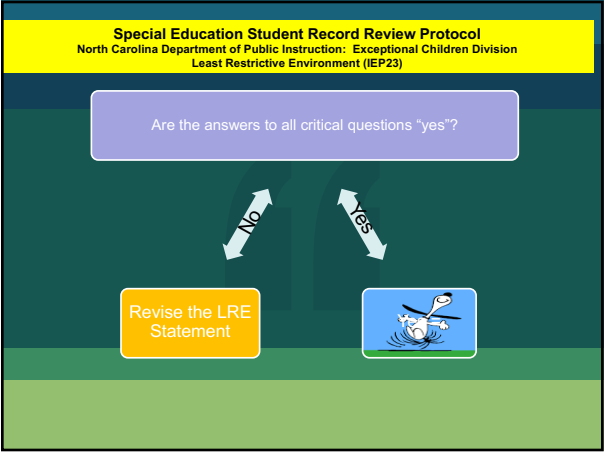 Special Education Student Record Review Protocol
North Carolina Department of Public Instruction: Exceptional Children Division
Least Restrictive Environment (IEP23)
Are the answers to all critical questions “yes”?
No
Yes
Revise the LRE
Statement